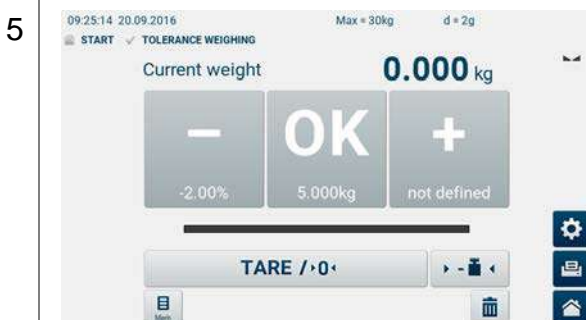 5
09:25:14 20.09.2016 Max = 30kg d = 2g
START TOLERANCE WEIGHING
Current weight 0.000 kg
− OK +
-2.00% 5.000kg not defined
TARE / 0
-